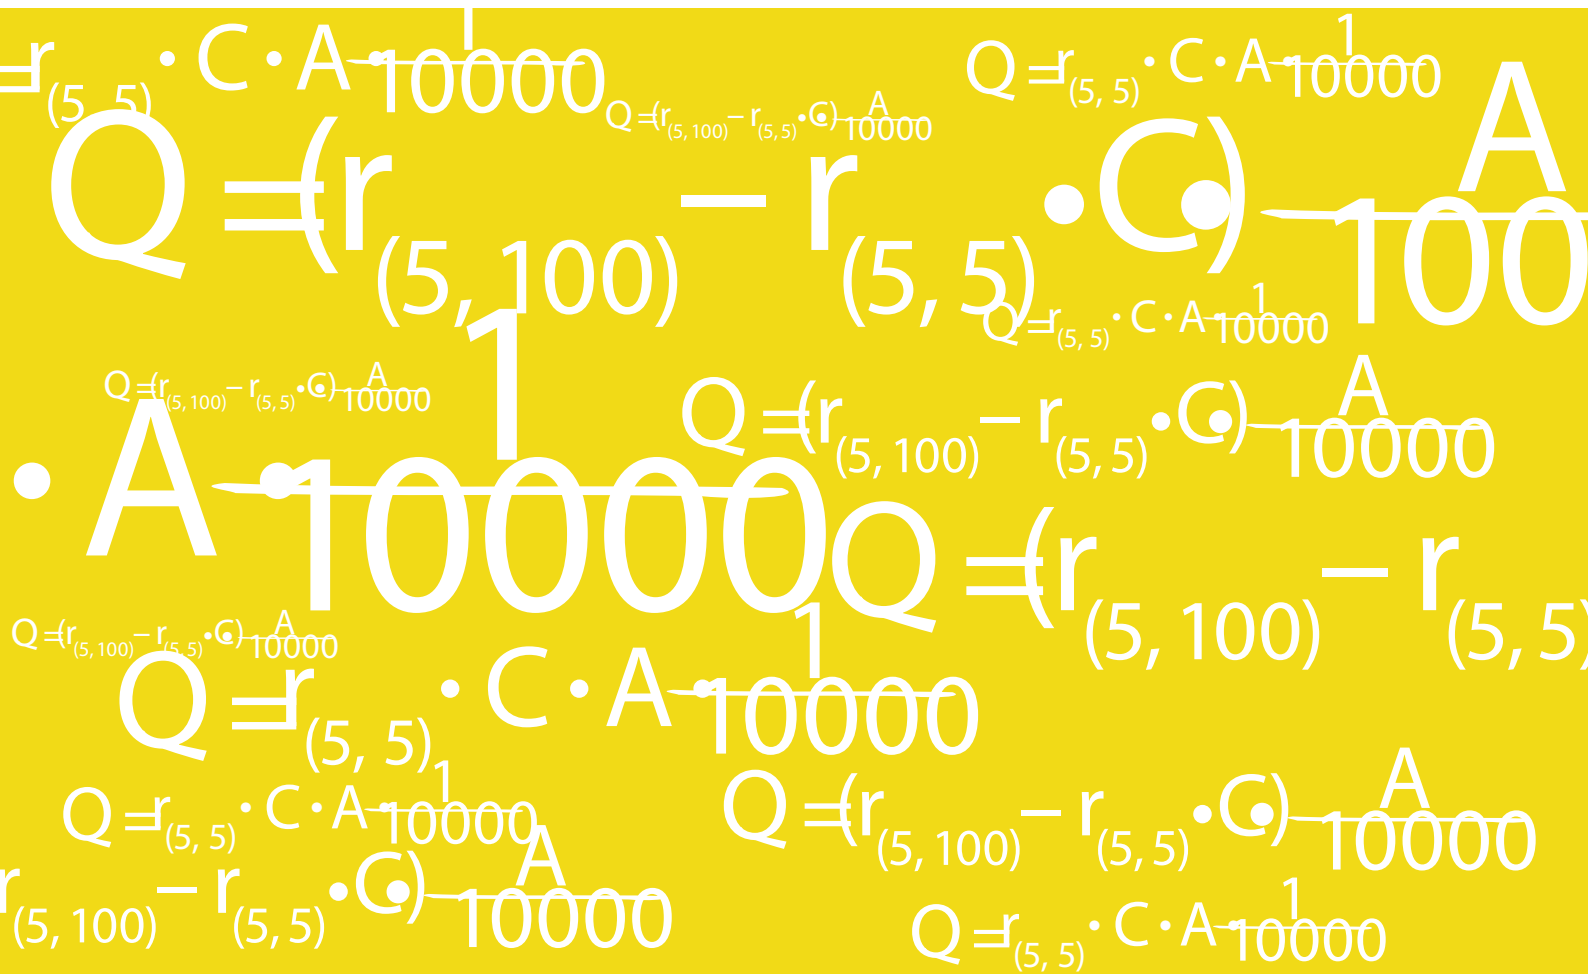 =r(5, 5) · C · A · 1/10000
Q=r(5, 5) · C · A · 1/10000
Q=(r(5, 100) – r(5, 5) · C) · A/10000
Q=(r(5, 100) – r(5, 5) · C) · A/100
Q=r(5, 5) · C · A · 1/10000
Q=(r(5, 100) – r(5, 5) · C) · A/10000
Q=(r(5, 100) – r(5, 5) · C) · A/10000
· A · 1/10000
Q=(r(5, 100) – r(5, 5)
Q=(r(5, 100) – r(5, 5) · C) · A/10000
Q=r(5, 5) · C · A · 1/10000
Q=r(5, 5) · C · A · 1/10000
Q=(r(5, 100) – r(5, 5) · C) · A/10000
r(5, 100) – r(5, 5) · C) · A/10000
Q=r(5, 5) · C · A · 1/10000